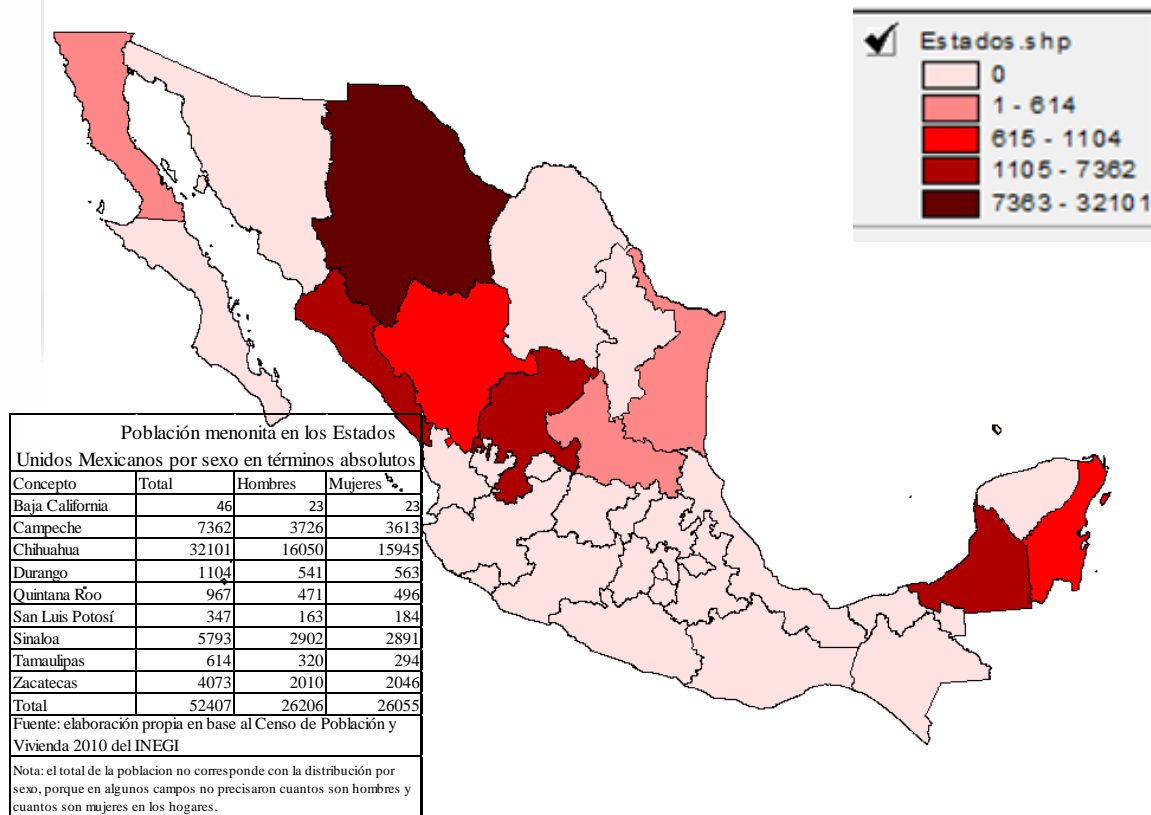 Estados.shp
0
1 - 614
615 - 1104
1105 - 7362
7363 - 32101
Población menonita en los Estados
Unidos Mexicanos por sexo en términos absolutos
Concepto Total Hombres Mujeres
Baja California 46 23 23
Campeche 7362 3726 3613
Chihuahua 32101 16050 15945
Durango 1104 541 563
Quintana Roo 967 471 496
San Luis Potosí 347 163 184
Sinaloa 5793 2902 2891
Tamaulipas 614 320 294
Zacatecas 4073 2010 2046
Total 52407 26206 26055
Fuente: elaboración propia en base al Censo de Población y
Vivienda 2010 del INEGI
Nota: el total de la poblacion no corresponde con la distribución por
sexo, porque en algunos campos no precisaron cuantos son hombres y
cuantos son mujeres en los hogares.